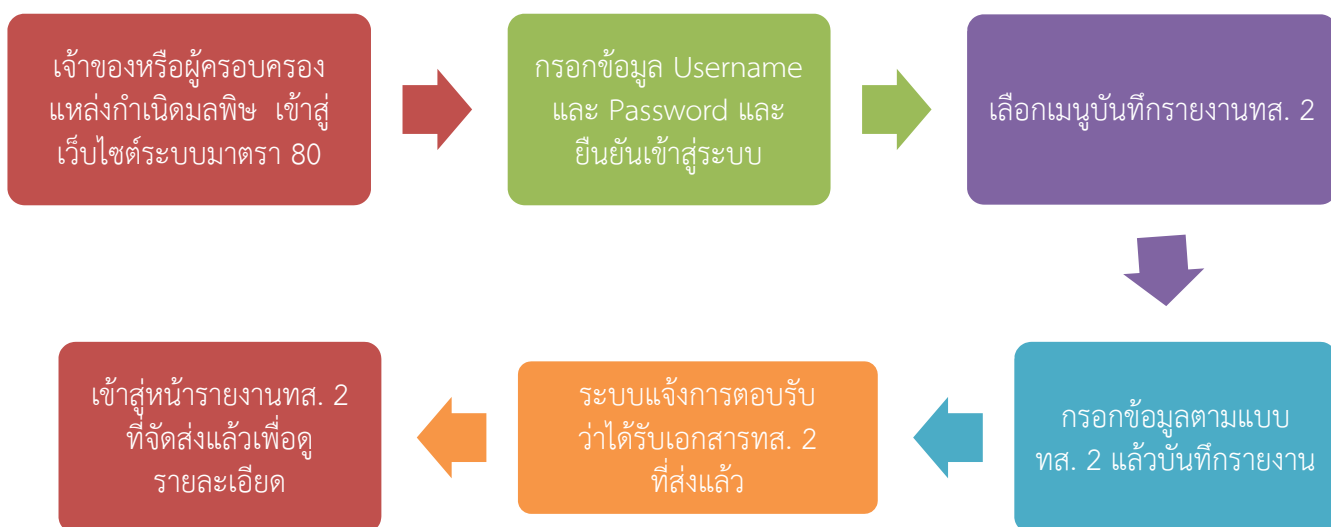 เจ้าของหรือผู้ครอบครอง
แหล่งกำเนิดมลพิษ เข้าสู่
เว็บไซต์ระบบมาตรา 80
กรอกข้อมูล Username
และ Password และ
ยืนยันเข้าสู่ระบบ
เลือกเมนูบันทึกรายงานทส. 2
กรอกข้อมูลตามแบบ
ทส. 2 แล้วบันทึกรายงาน
ระบบแจ้งการตอบรับ
ว่าได้รับเอกสารทส. 2
ที่ส่งแล้ว
เข้าสู่หน้ารายงานทส. 2
ที่จัดส่งแล้วเพื่อดู
รายละเอียด